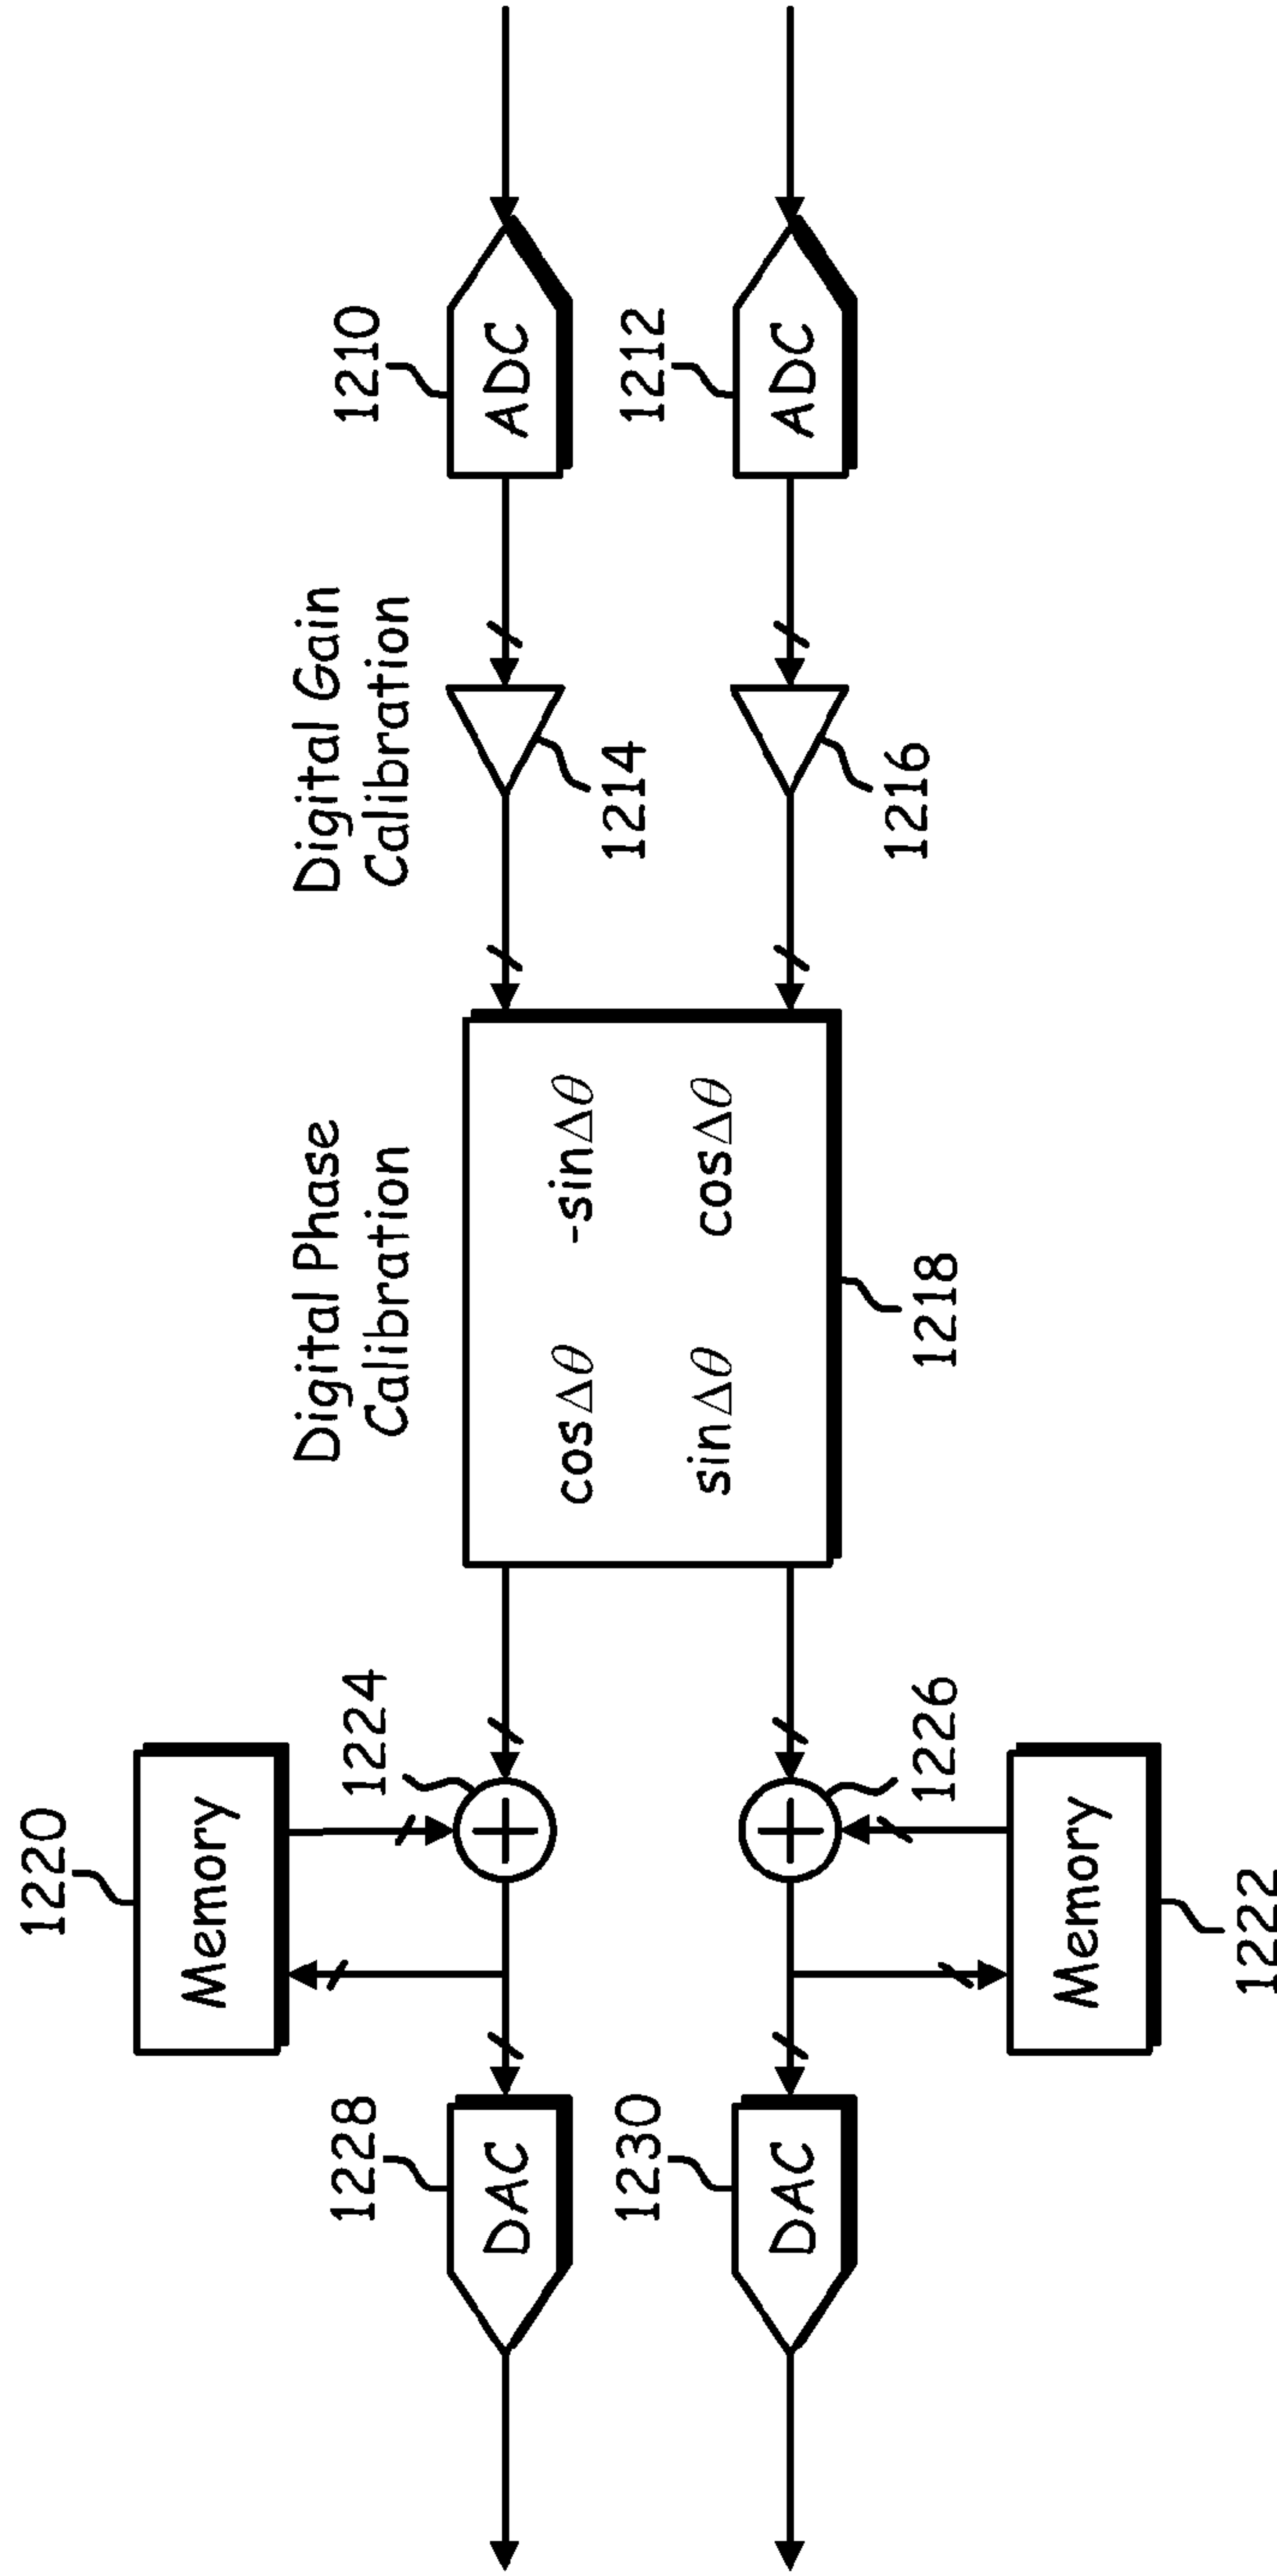 1220
Memory
1228
1224
Digital Phase
Calibration
Digital Gain
Calibration
1210
DAC
ADC
1214
cosΔθ -sinΔθ
sinΔθ cosΔθ
1230
1212
DAC
ADC
1226
1218
1216
Memory
1222